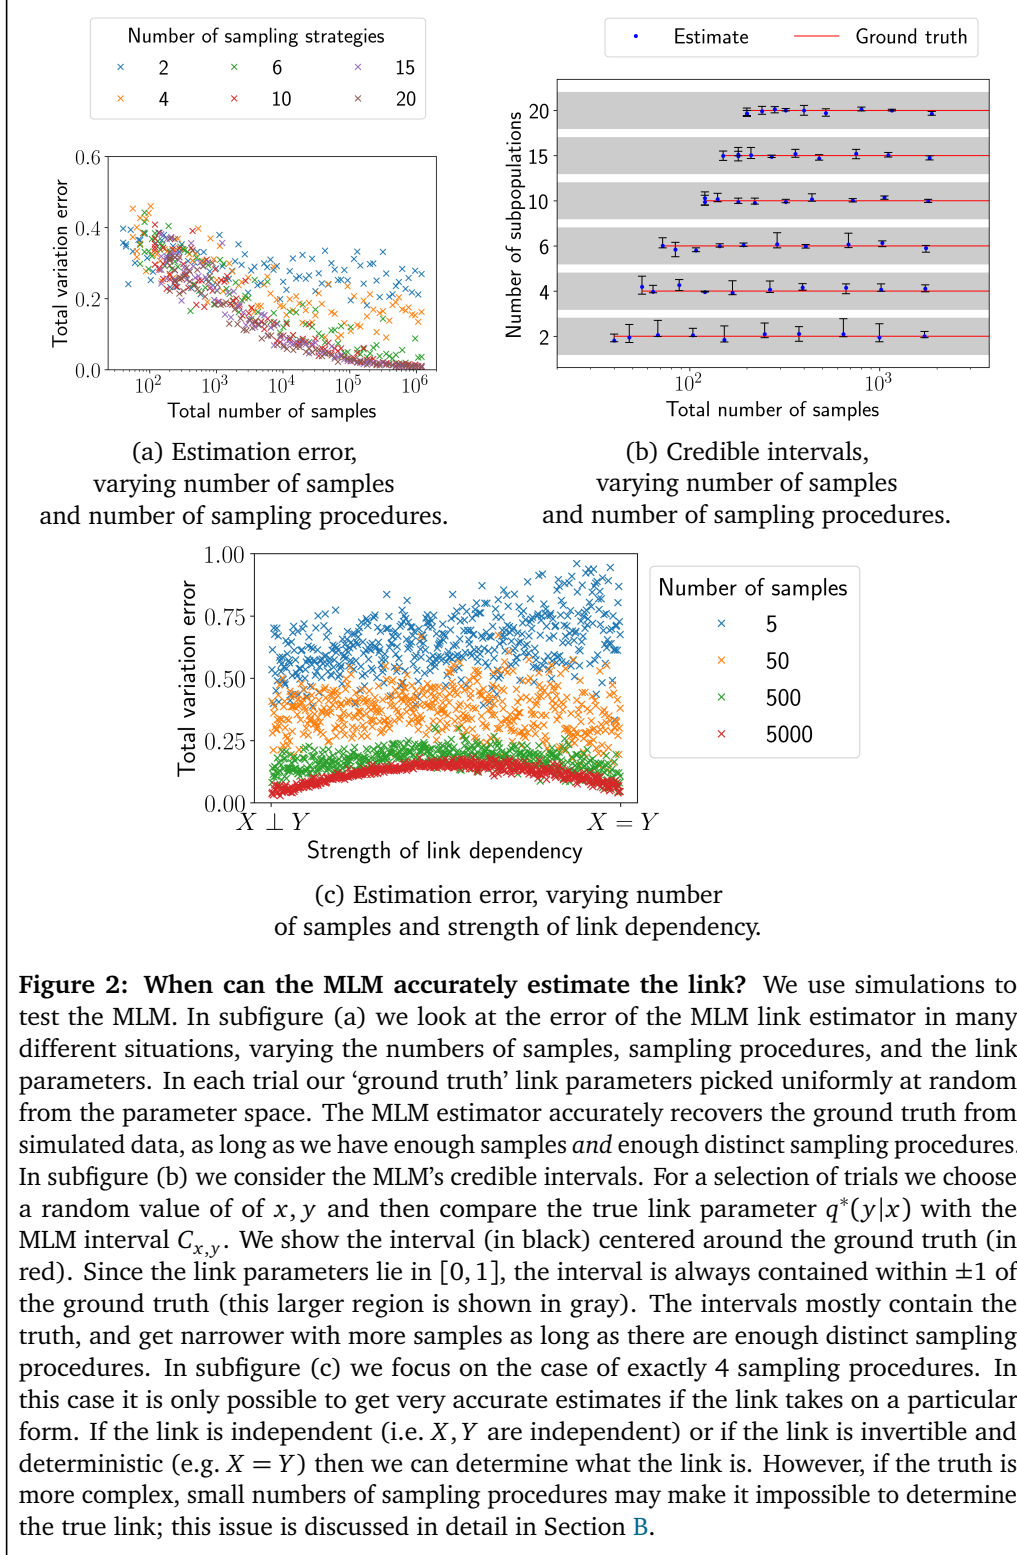 Number of sampling strategies
2 6 15
4 10 20
Estimate Ground truth
0.6
0.4
0.2
0.0
Total variation error
10² 10³ 10⁴ 10⁵ 10⁶
Total number of samples
(a) Estimation error,
varying number of samples
and number of sampling procedures.
20
15
10
6
4
2
Number of subpopulations
10² 10³
Total number of samples
(b) Credible intervals,
varying number of samples
and number of sampling procedures.
1.00
0.75
0.50
0.25
0.00
Total variation error
X ⊥ Y X = Y
Strength of link dependency
Number of samples
5
50
500
5000
(c) Estimation error, varying number
of samples and strength of link dependency.
Figure 2: When can the MLM accurately estimate the link? We use simulations to
test the MLM. In subfigure (a) we look at the error of the MLM link estimator in many
different situations, varying the numbers of samples, sampling procedures, and the link
parameters. In each trial our ‘ground truth’ link parameters picked uniformly at random
from the parameter space. The MLM estimator accurately recovers the ground truth from
simulated data, as long as we have enough samples and enough distinct sampling procedures.
In subfigure (b) we consider the MLM’s credible intervals. For a selection of trials we choose
a random value of of x, y and then compare the true link parameter q*(y|x) with the
MLM interval Cx,y. We show the interval (in black) centered around the ground truth (in
red). Since the link parameters lie in [0, 1], the interval is always contained within ±1 of
the ground truth (this larger region is shown in gray). The intervals mostly contain the
truth, and get narrower with more samples as long as there are enough distinct sampling
procedures. In subfigure (c) we focus on the case of exactly 4 sampling procedures. In
this case it is only possible to get very accurate estimates if the link takes on a particular
form. If the link is independent (i.e. X, Y are independent) or if the link is invertible and
deterministic (e.g. X = Y) then we can determine what the link is. However, if the truth is
more complex, small numbers of sampling procedures may make it impossible to determine
the true link; this issue is discussed in detail in Section B.